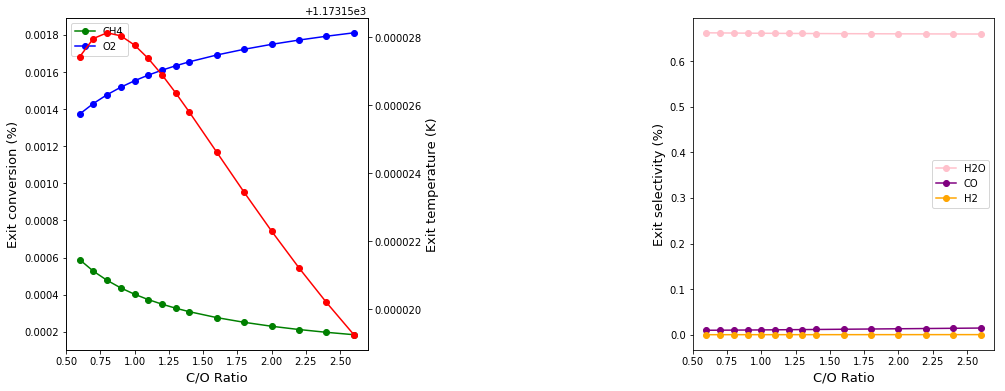 +1.17315e3
CH4
O2
0.0018
0.0016
0.0014
0.0012
0.0010
0.0008
0.0006
0.0004
0.0002
Exit conversion (%)
0.50 0.75 1.00 1.25 1.50 1.75 2.00 2.25 2.50
C/O Ratio
0.000028
0.000026
0.000024
0.000022
0.000020
Exit temperature (K)
0.6
0.5
0.4
0.3
0.2
0.1
0.0
Exit selectivity (%)
H2O
CO
H2
0.50 0.75 1.00 1.25 1.50 1.75 2.00 2.25 2.50
C/O Ratio